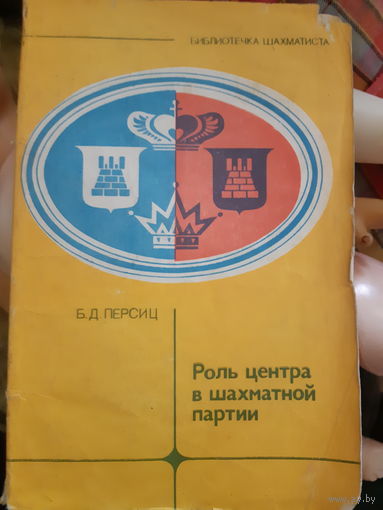 БИБЛИОТЕЧКА ШАХМАТИСТА
Б.Д. ПЕРСИЦ
Роль центра
в шахматной
партии